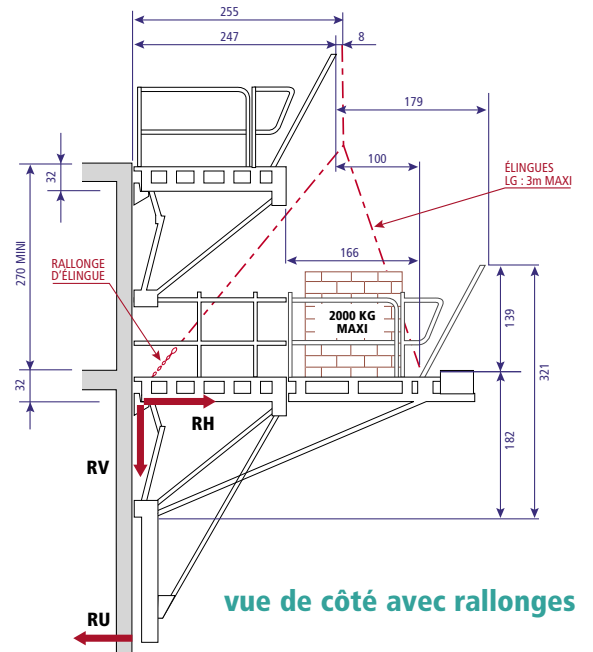 255
247
8
179
32
100
ÉLINGUES
LG : 3m MAXI
270 MINI
166
RALLONGE
D'ÉLINGUE
2000 KG
MAXI
139
321
32
RH
182
RV
vue de côté avec rallonges
RU